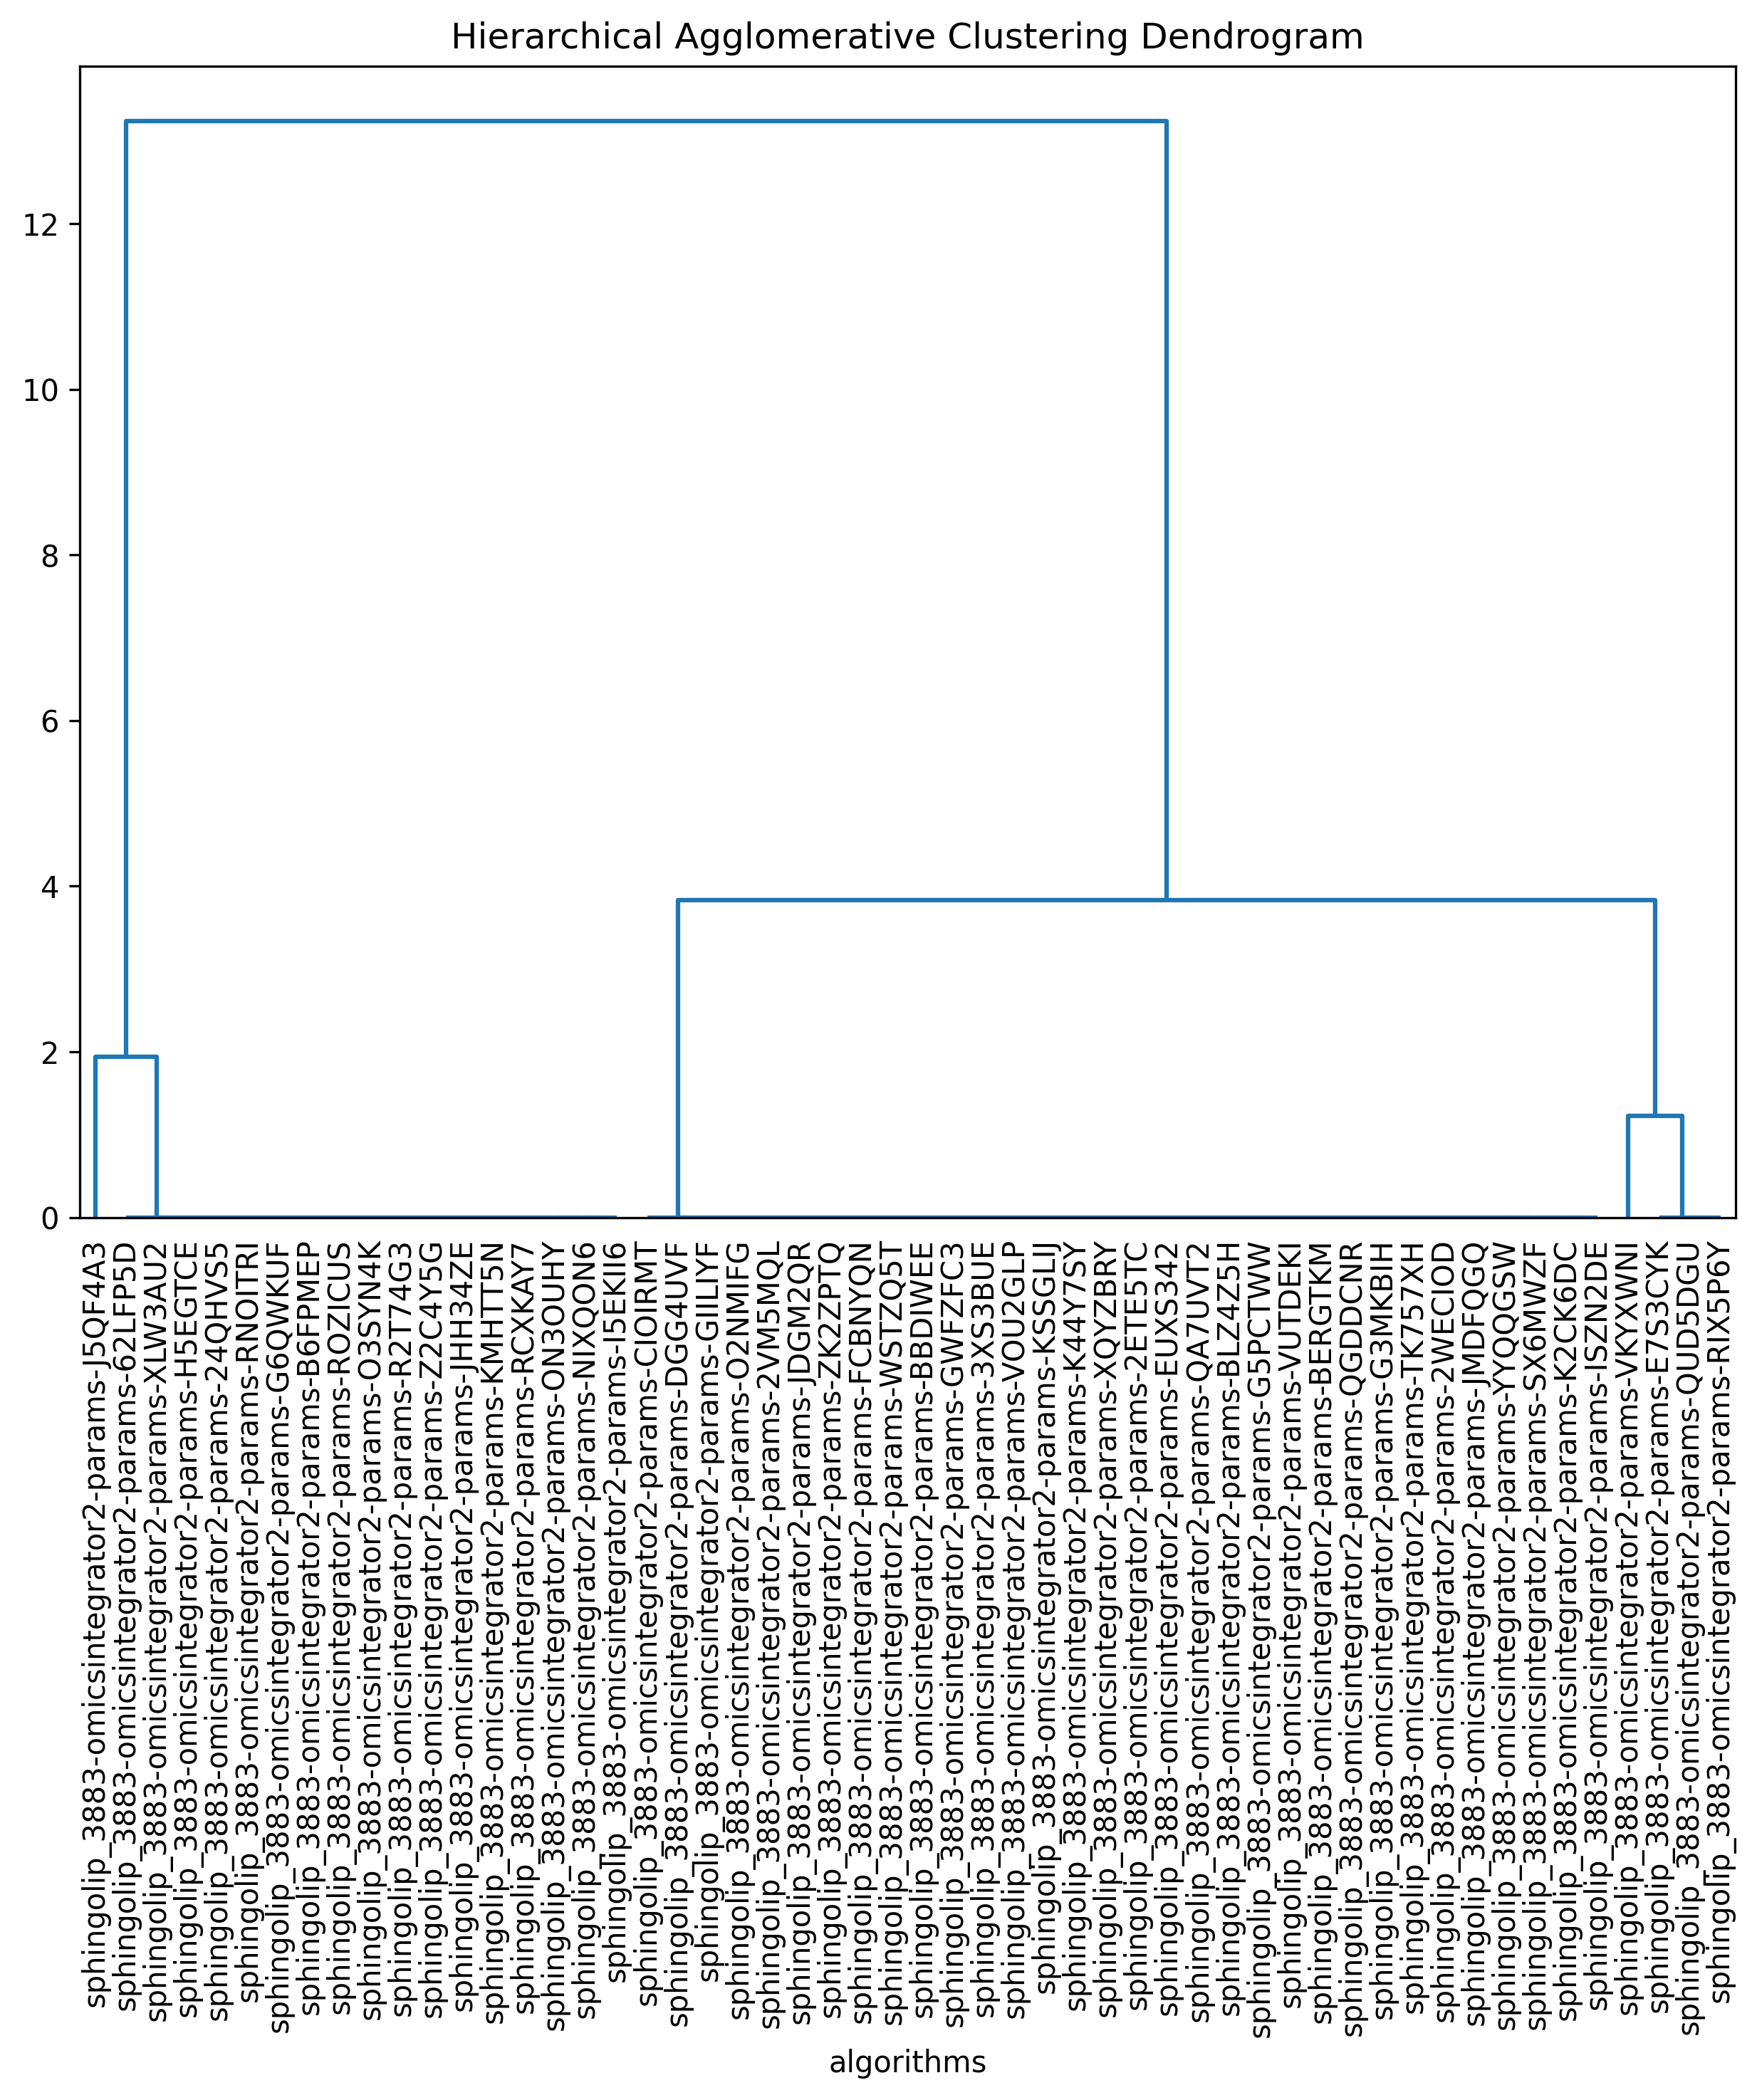 Hierarchical Agglomerative Clustering Dendrogram
12
10
8
6
4
2
0
sphingolip_3883-omicsintegrator2-params-J5QF4A3
sphingolip_3883-omicsintegrator2-params-62LFP5D
sphingolip_3883-omicsintegrator2-params-XLW3AU2
sphingolip_3883-omicsintegrator2-params-H5EGTCE
sphingolip_3883-omicsintegrator2-params-24QHVS5
sphingolip_3883-omicsintegrator2-params-RNOITRI
sphingolip_3883-omicsintegrator2-params-G6QWKUF
sphingolip_3883-omicsintegrator2-params-B6FPMEP
sphingolip_3883-omicsintegrator2-params-ROZICUS
sphingolip_3883-omicsintegrator2-params-O3SYN4K
sphingolip_3883-omicsintegrator2-params-R2T74G3
sphingolip_3883-omicsintegrator2-params-Z2C4Y5G
sphingolip_3883-omicsintegrator2-params-JHH34ZE
sphingolip_3883-omicsintegrator2-params-KMHTT5N
sphingolip_3883-omicsintegrator2-params-RCXKAY7
sphingolip_3883-omicsintegrator2-params-ON3OUHY
sphingolip_3883-omicsintegrator2-params-NIXQON6
sphingolip_3883-omicsintegrator2-params-I5EKII6
sphingolip_3883-omicsintegrator2-params-CIOIRMT
sphingolip_3883-omicsintegrator2-params-DGG4UVF
sphingolip_3883-omicsintegrator2-params-GIILIYF
sphingolip_3883-omicsintegrator2-params-O2NMIFG
sphingolip_3883-omicsintegrator2-params-2VM5MQL
sphingolip_3883-omicsintegrator2-params-JDGM2QR
sphingolip_3883-omicsintegrator2-params-ZK2ZPTQ
sphingolip_3883-omicsintegrator2-params-FCBNYQN
sphingolip_3883-omicsintegrator2-params-WSTZQ5T
sphingolip_3883-omicsintegrator2-params-BBDIWEE
sphingolip_3883-omicsintegrator2-params-GWFZFC3
sphingolip_3883-omicsintegrator2-params-3XS3BUE
sphingolip_3883-omicsintegrator2-params-VOU2GLP
sphingolip_3883-omicsintegrator2-params-KSSGLIJ
sphingolip_3883-omicsintegrator2-params-K44Y7SY
sphingolip_3883-omicsintegrator2-params-XQYZBRY
sphingolip_3883-omicsintegrator2-params-2ETE5TC
sphingolip_3883-omicsintegrator2-params-EUXS342
sphingolip_3883-omicsintegrator2-params-QA7UVT2
sphingolip_3883-omicsintegrator2-params-BLZ4Z5H
sphingolip_3883-omicsintegrator2-params-G5PCTWW
sphingolip_3883-omicsintegrator2-params-VUTDEKI
sphingolip_3883-omicsintegrator2-params-BERGTKM
sphingolip_3883-omicsintegrator2-params-QGDDCNR
sphingolip_3883-omicsintegrator2-params-G3MKBIH
sphingolip_3883-omicsintegrator2-params-TK757XH
sphingolip_3883-omicsintegrator2-params-2WECIOD
sphingolip_3883-omicsintegrator2-params-JMDFQGQ
sphingolip_3883-omicsintegrator2-params-YYQQGSW
sphingolip_3883-omicsintegrator2-params-SX6MWZF
sphingolip_3883-omicsintegrator2-params-K2CK6DC
sphingolip_3883-omicsintegrator2-params-ISZN2DE
sphingolip_3883-omicsintegrator2-params-VKYXWNI
sphingolip_3883-omicsintegrator2-params-E7S3CYK
sphingolip_3883-omicsintegrator2-params-QUD5DGU
sphingolip_3883-omicsintegrator2-params-RIX5P6Y
algorithms